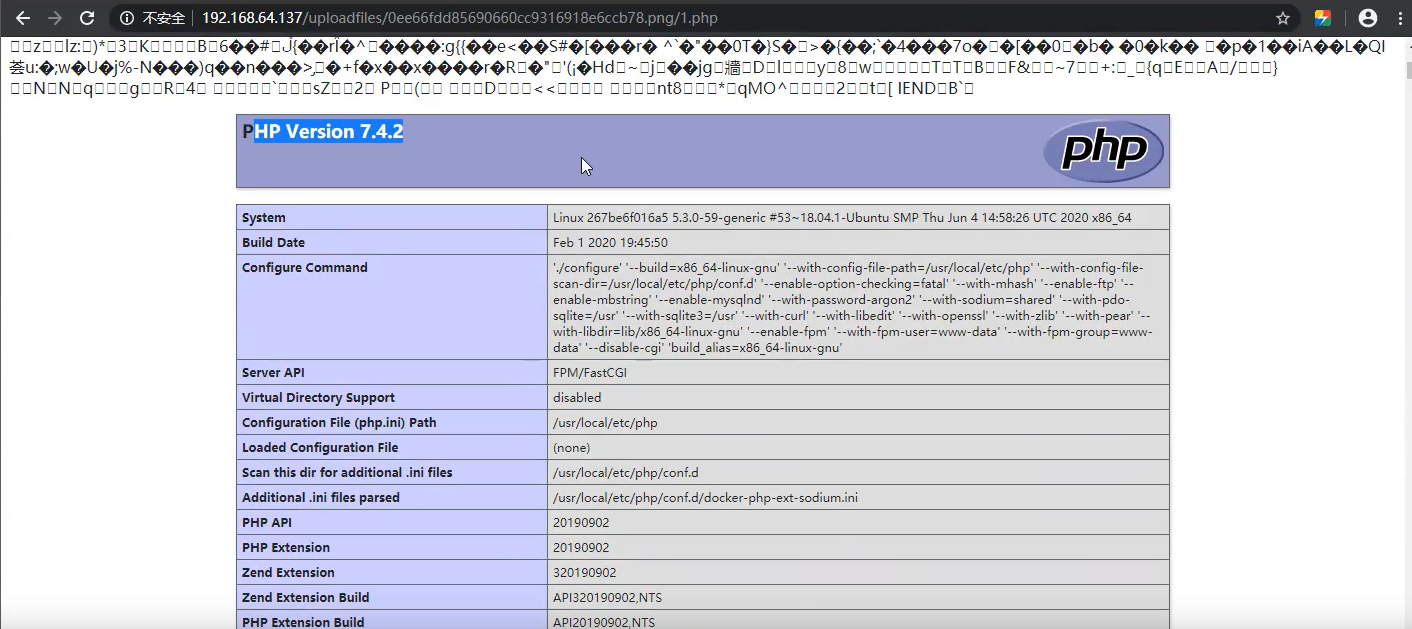 不安全 192.168.64.137/uploadfiles/0ee66fdd85690660cc9316918e6ccb78.png/1.php
IEND B`
PHP Version 7.4.2
php
System Linux 267be6f016a5 5.3.0-59-generic #53~18.04.1-Ubuntu SMP Thu Jun 4 14:58:26 UTC 2020 x86_64
Build Date Feb 1 2020 19:45:50
Configure Command './configure' '--build=x86_64-linux-gnu' '--with-config-file-path=/usr/local/etc/php' '--with-config-file-
scan-dir=/usr/local/etc/php/conf.d' '--enable-option-checking=fatal' '--with-mhash' '--enable-ftp' '--
enable-mbstring' '--enable-mysqlnd' '--with-password-argon2' '--with-sodium=shared' '--with-pdo-
sqlite=/usr' '--with-sqlite3=/usr' '--with-curl' '--with-libedit' '--with-openssl' '--with-zlib' '--with-pear' '--
with-libdir=lib/x86_64-linux-gnu' '--enable-fpm' '--with-fpm-user=www-data' '--with-fpm-group=www-
data' '--disable-cgi' 'build_alias=x86_64-linux-gnu'
Server API FPM/FastCGI
Virtual Directory Support disabled
Configuration File (php.ini) Path /usr/local/etc/php
Loaded Configuration File (none)
Scan this dir for additional .ini files /usr/local/etc/php/conf.d
Additional .ini files parsed /usr/local/etc/php/conf.d/docker-php-ext-sodium.ini
PHP API 20190902
PHP Extension 20190902
Zend Extension 320190902
Zend Extension Build API320190902,NTS
PHP Extension Build API20190902,NTS